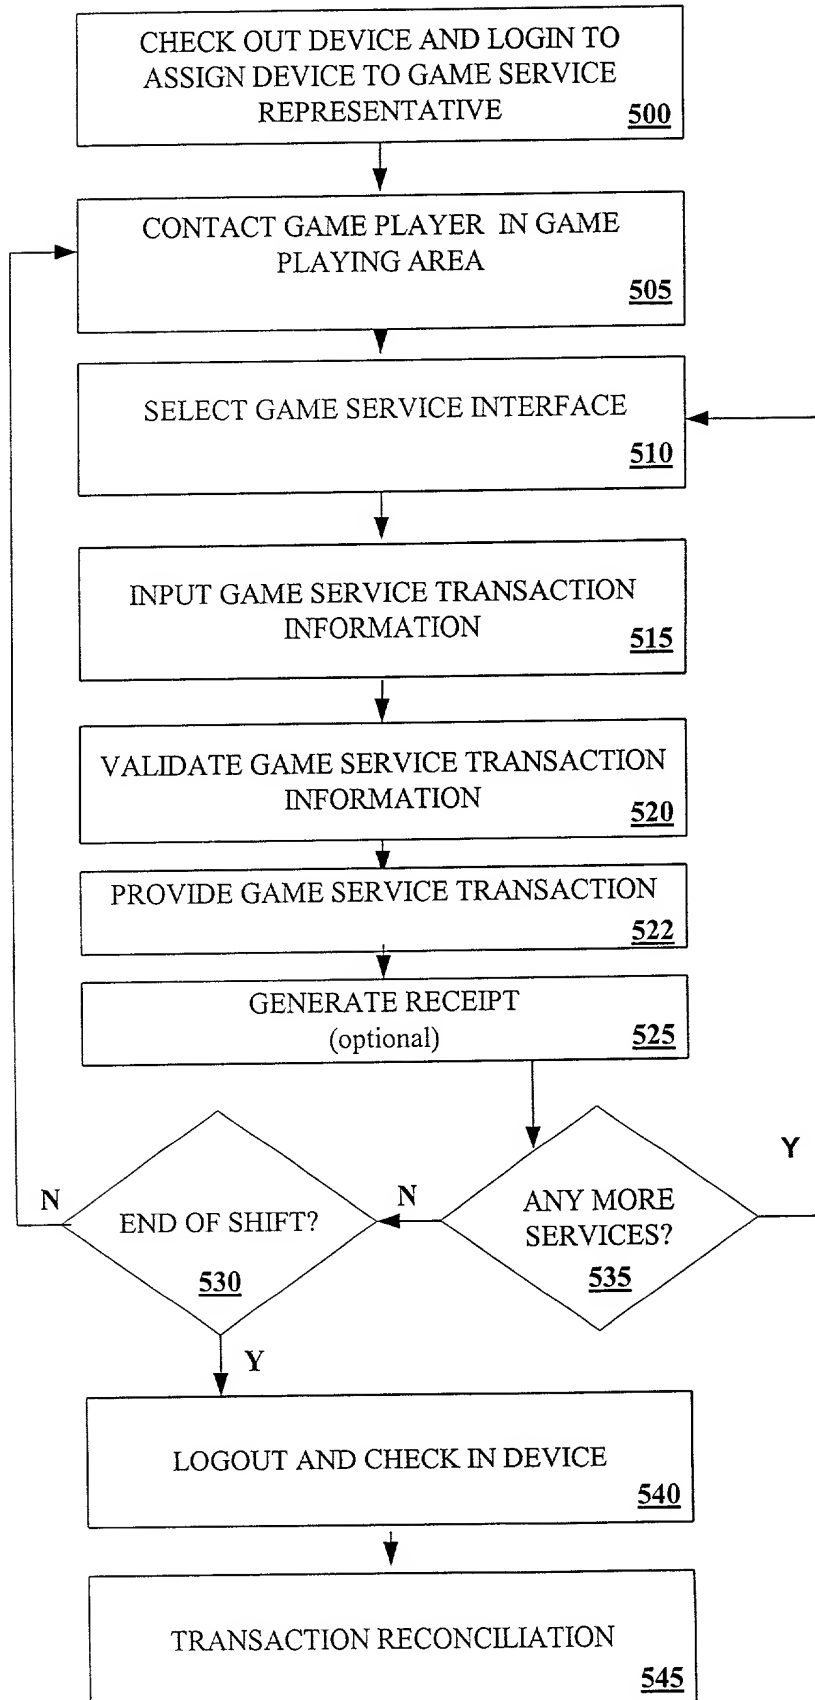 CHECK OUT DEVICE AND LOGIN TO
ASSIGN DEVICE TO GAME SERVICE
REPRESENTATIVE
500
CONTACT GAME PLAYER IN GAME
PLAYING AREA
505
SELECT GAME SERVICE INTERFACE
510
INPUT GAME SERVICE TRANSACTION
INFORMATION
515
VALIDATE GAME SERVICE TRANSACTION
INFORMATION
520
PROVIDE GAME SERVICE TRANSACTION
522
GENERATE RECEIPT
(optional)
525
Y
ANY MORE
SERVICES?
535
N
END OF SHIFT?
530
N
Y
LOGOUT AND CHECK IN DEVICE
540
TRANSACTION RECONCILIATION
545